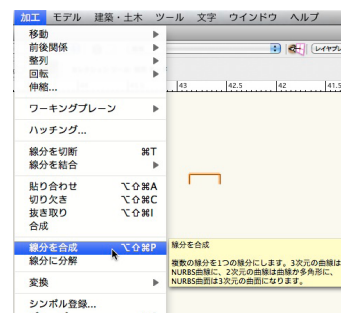 加工 モデル 建築・土木 ツール 文字 ウインドウ ヘルプ
移動
前後関係
整列
回転
伸縮...
レイヤプレ
43 42.5 42 41.5
ワーキングプレーン
ハッチング...
線分を切断 ⌘T
線分を結合
貼り合わせ ⌥⇧⌘A
切り欠き ⌥⇧⌘C
抜き取り ⌥⇧⌘I
合成
線分を合成 ⌥⇧⌘P
線分に分解
線分を合成
複数の線分を1つの線分にします。3次元の曲線は
NURBS曲線に、2次元の曲線は曲線か多角形に、
NURBS曲面は3次元の曲面になります。
変換
シンボル登録...